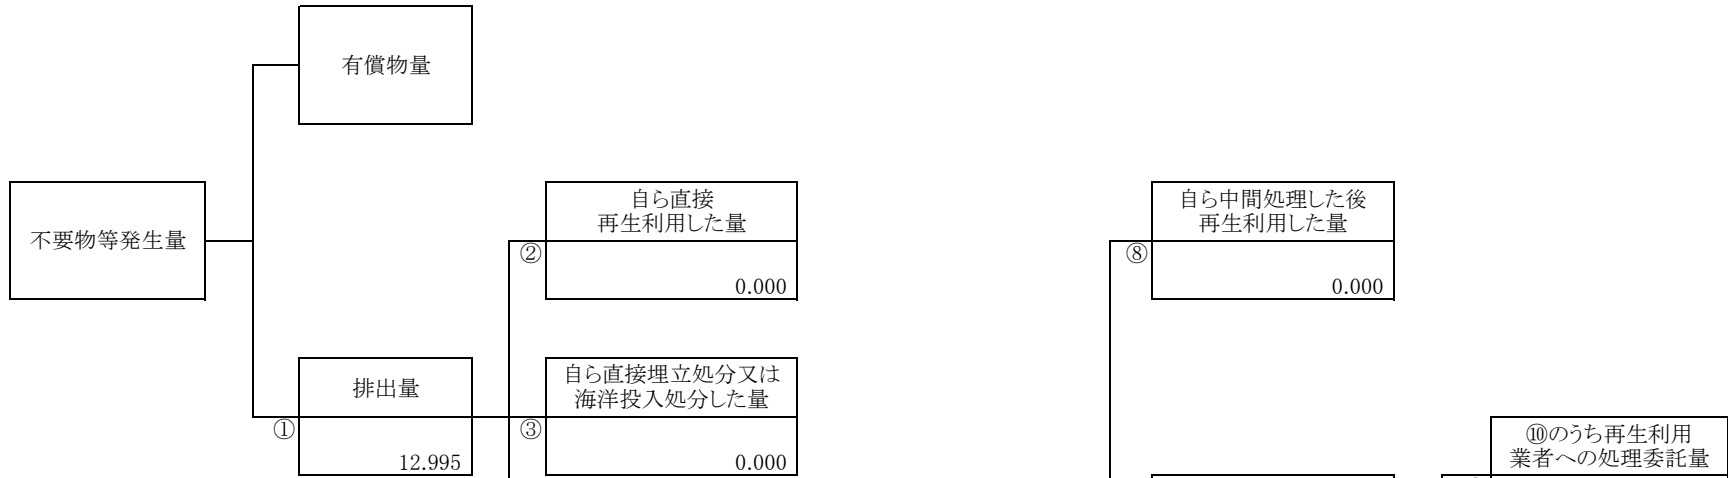 有償物量
不要物等発生量
自ら直接
再生利用した量
②
0.000
自ら中間処理した後
再生利用した量
⑧
0.000
排出量
①
12.995
自ら直接埋立処分又は
海洋投入処分した量
③
0.000
⑩のうち再生利用
業者への処理委託量